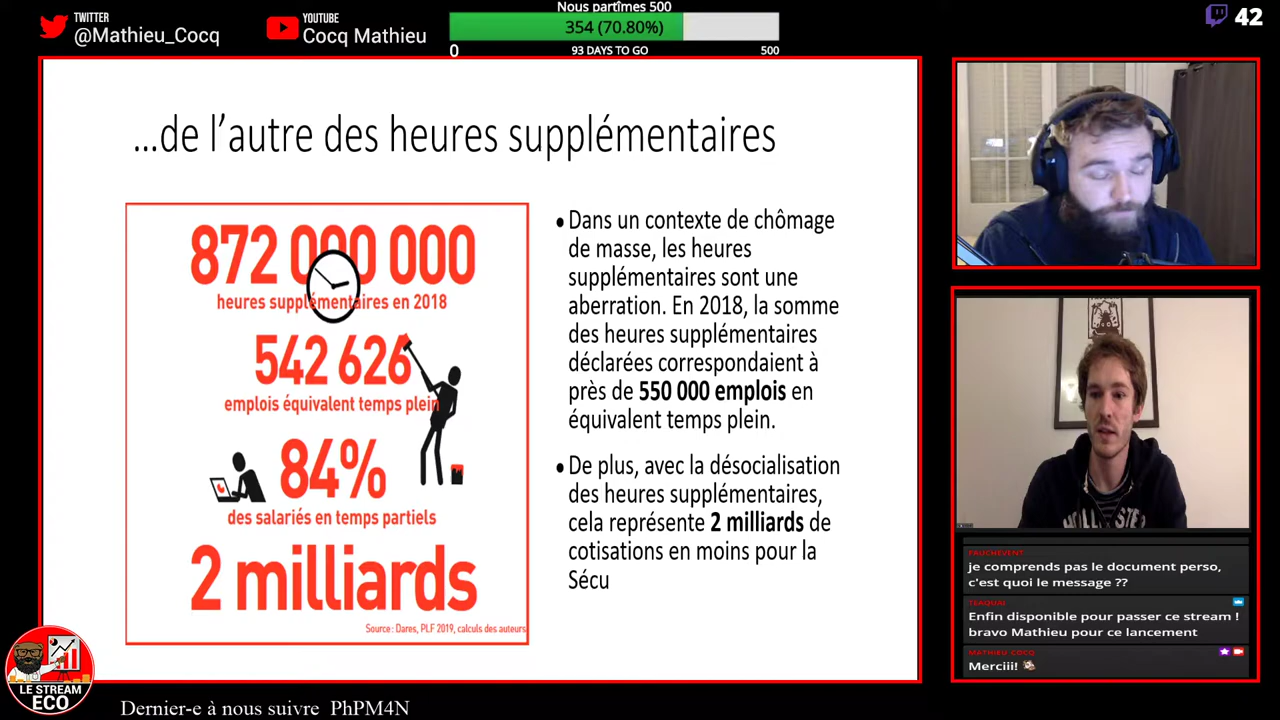 TWITTER
@Mathieu_Cocq
YOUTUBE
Cocq Mathieu
Nous partîmes 500
354 (70.80%)
0
93 DAYS TO GO
500
42
...de l'autre des heures supplémentaires
872 000 000
heures supplémentaires en 2018
542 626
emplois équivalent temps plein
84%
des salariés en temps partiels
2 milliards
Source : Dares, PLF 2019, calculs des auteurs
• Dans un contexte de chômage
de masse, les heures
supplémentaires sont une
aberration. En 2018, la somme
des heures supplémentaires
déclarées correspondaient à
près de 550 000 emplois en
équivalent temps plein.
• De plus, avec la désocialisation
des heures supplémentaires,
cela représente 2 milliards de
cotisations en moins pour la
Sécu
HOLLISTER
FAUCHEVENT
je comprends pas le document perso,
c'est quoi le message ??
TEAQUAI
Enfin disponible pour passer ce stream !
bravo Mathieu pour ce lancement
MATHIEU COCQ
Merciii!
LE STREAM
ECO
Dernier-e à nous suivre PhPM4N